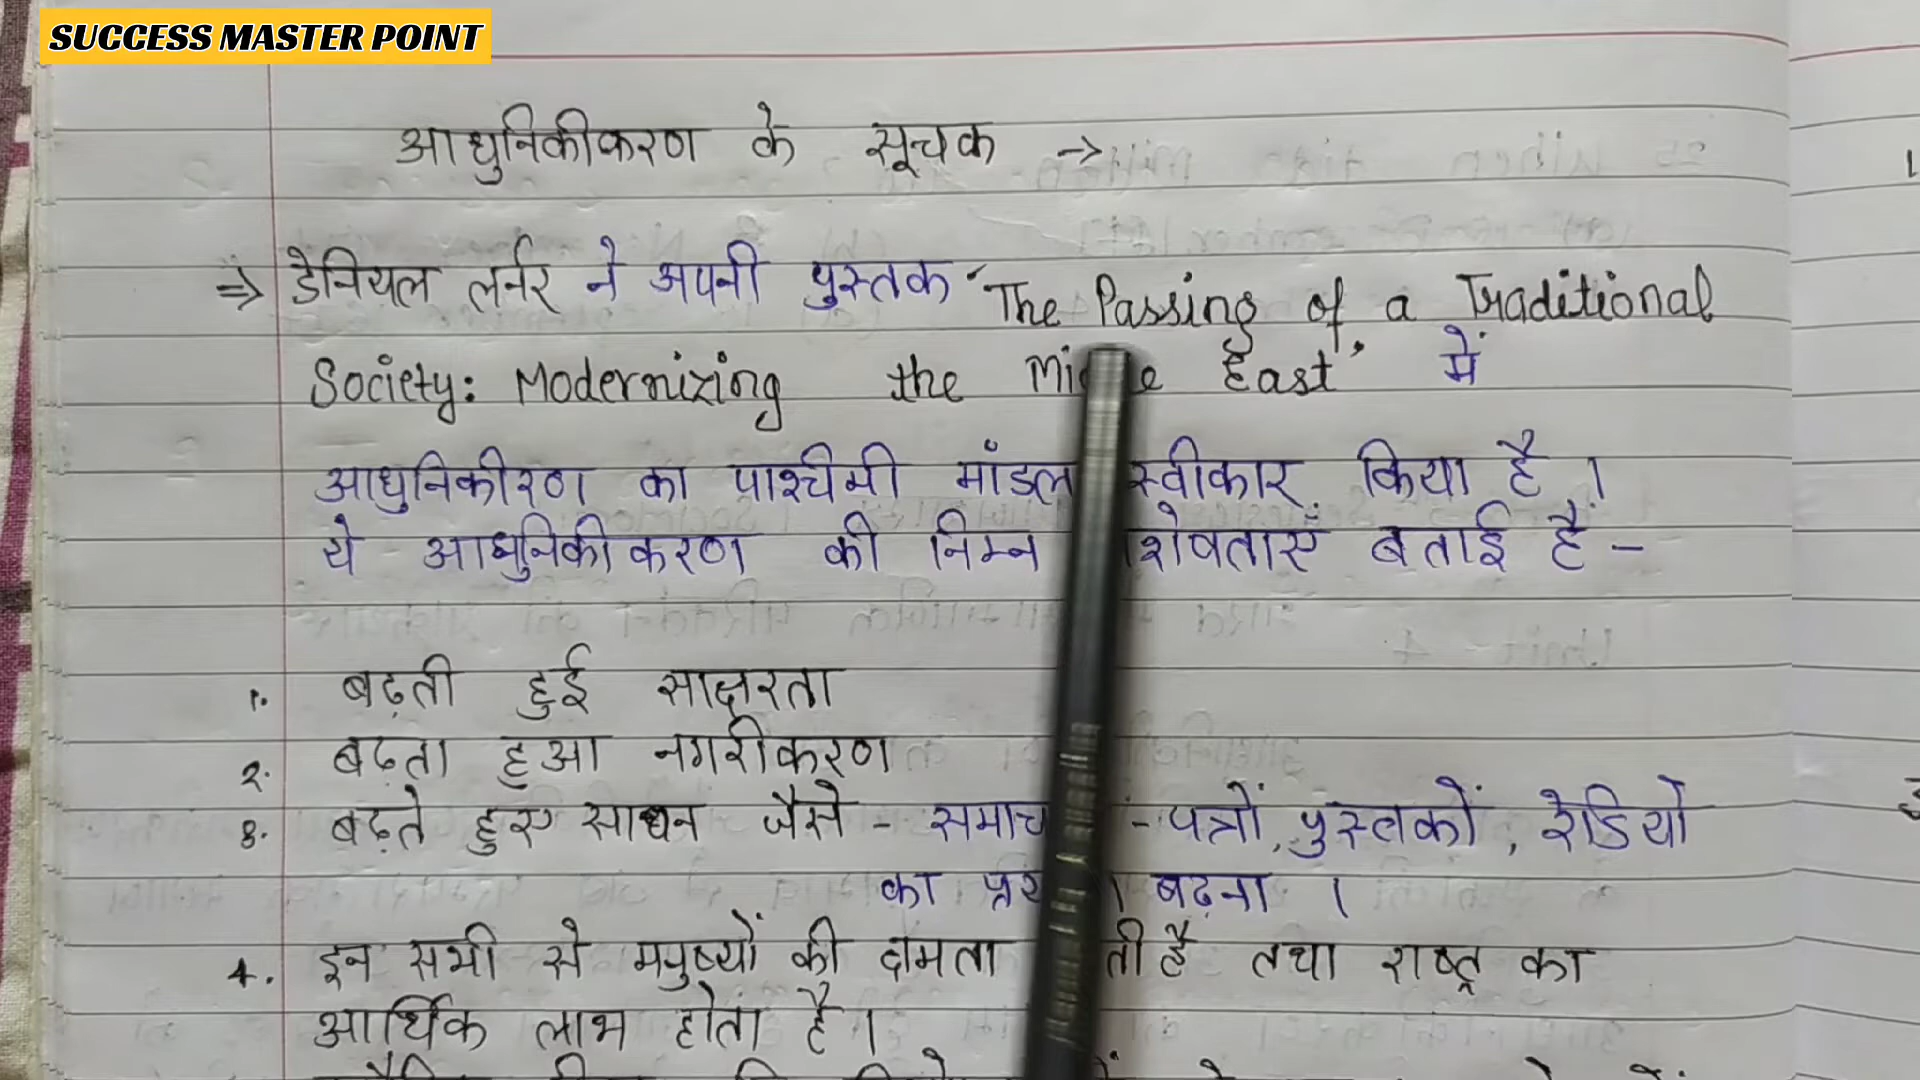 SUCCESS MASTER POINT
आधुनिकीकरण के सूचक →
⇒ डेनियल लर्नर ने अपनी पुस्तक 'The Passing of a Traditional
Society: Modernizing the East' में
आधुनिकीरण का पाश्चीमी मांडल स्वीकार किया है ।
ये आधुनिकीकरण की निम्न बताई है -
1. बढ़ती हुई साक्षरता
2. बढ़ता हुआ नगरीकरण
3. बढ़ते हुए साधन जैसे - पत्रों, पुस्तकों, रेडियो
का बढ़ना ।
4. इन सभी से मनुष्यों की क्षमता है तथा राष्ट्र का
आर्थिक लाभ होता है ।